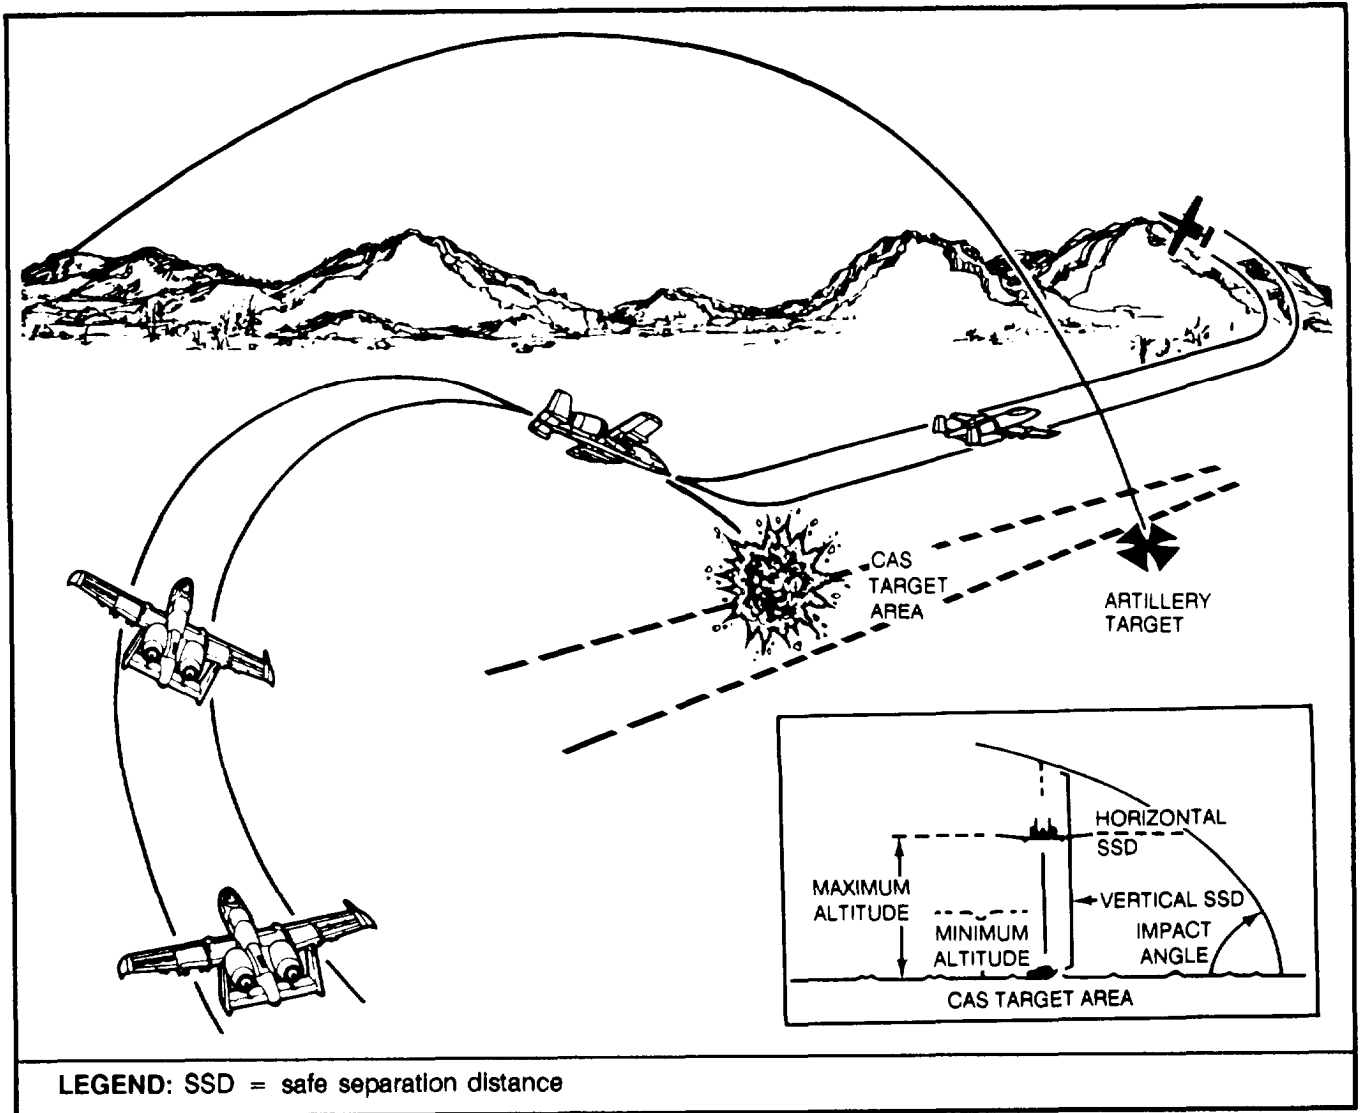 CAS
TARGET
AREA
ARTILLERY
TARGET
HORIZONTAL
SSD
MAXIMUM
ALTITUDE
VERTICAL SSD
MINIMUM
ALTITUDE
IMPACT
ANGLE
CAS TARGET AREA
LEGEND: SSD = safe separation distance